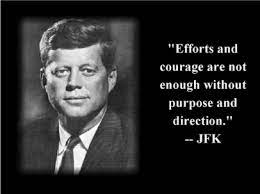 "Efforts and
courage are not
enough without
purpose and
direction."
-- JFK